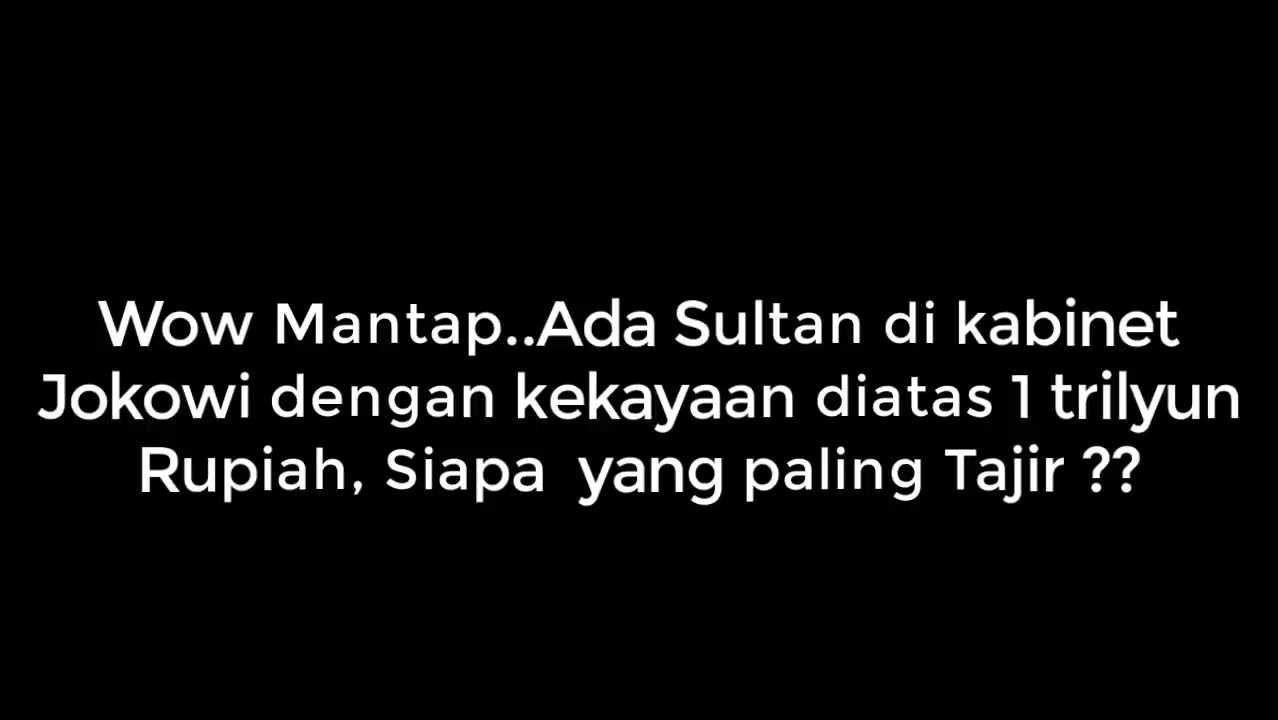 Wow Mantap..Ada Sultan di kabinet
Jokowi dengan kekayaan diatas 1 trilyun
Rupiah, Siapa yang paling Tajir ??